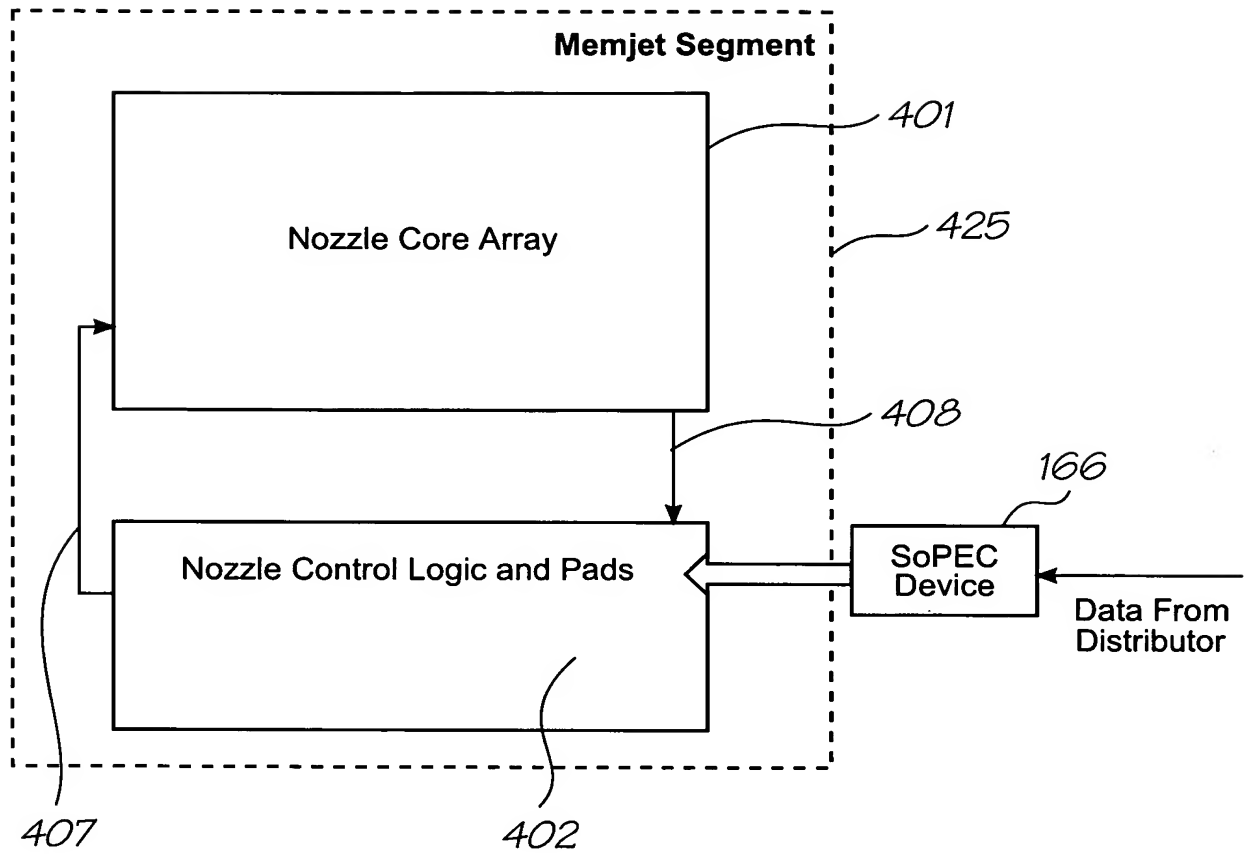 Memjet Segment
401
Nozzle Core Array
425
408
166
Nozzle Control Logic and Pads
SoPEC
Device
Data From
Distributor
407
402